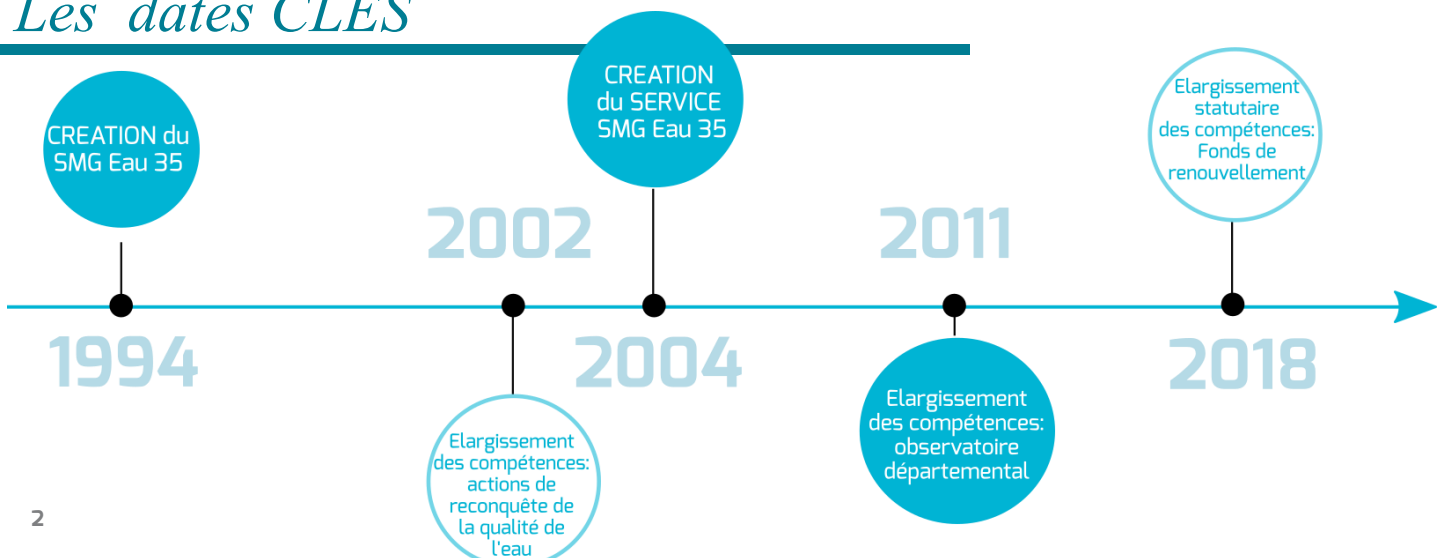 Les dates CLES
CREATION du
SMG Eau 35
1994
2002
Elargissement
des compétences:
actions de
reconquête de
la qualité de
l'eau
CREATION
du SERVICE
SMG Eau 35
2004
2011
Elargissement
des compétences:
observatoire
départemental
Elargissement
statutaire
des compétences:
Fonds de
renouvellement
2018
2